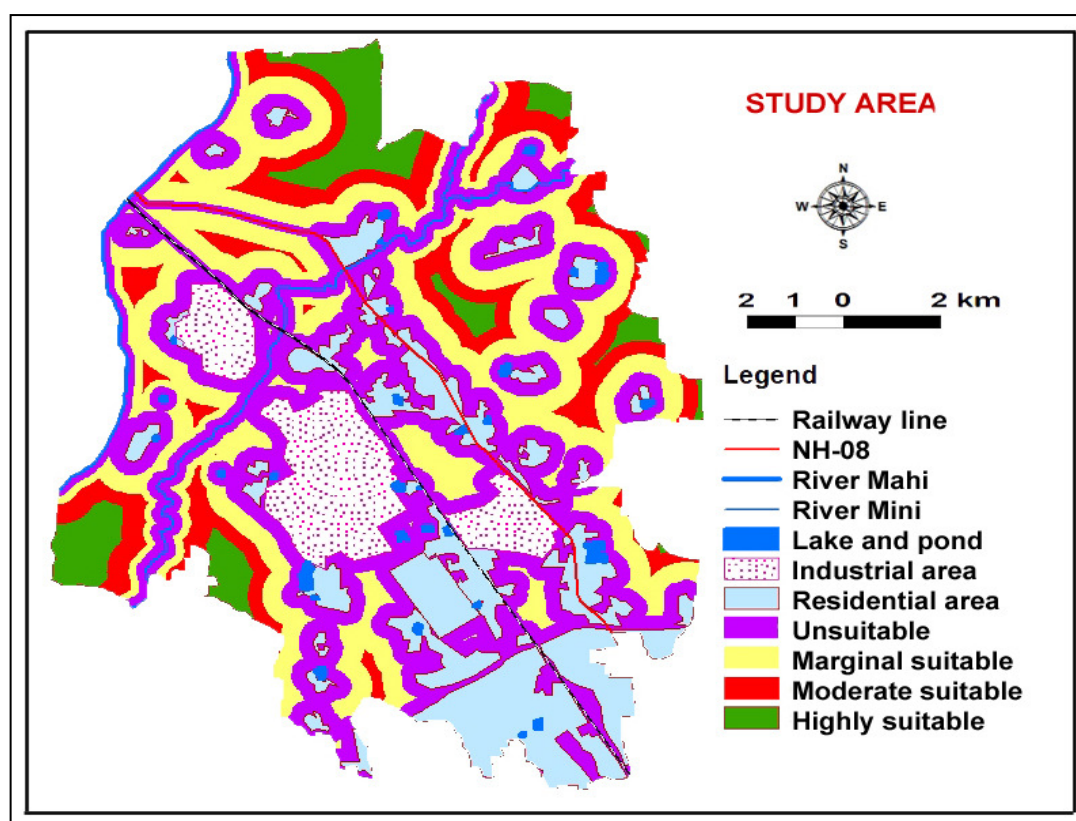 STUDY AREA
N
W E
S
2 1 0 2 km
Legend
Railway line
NH-08
River Mahi
River Mini
Lake and pond
Industrial area
Residential area
Unsuitable
Marginal suitable
Moderate suitable
Highly suitable